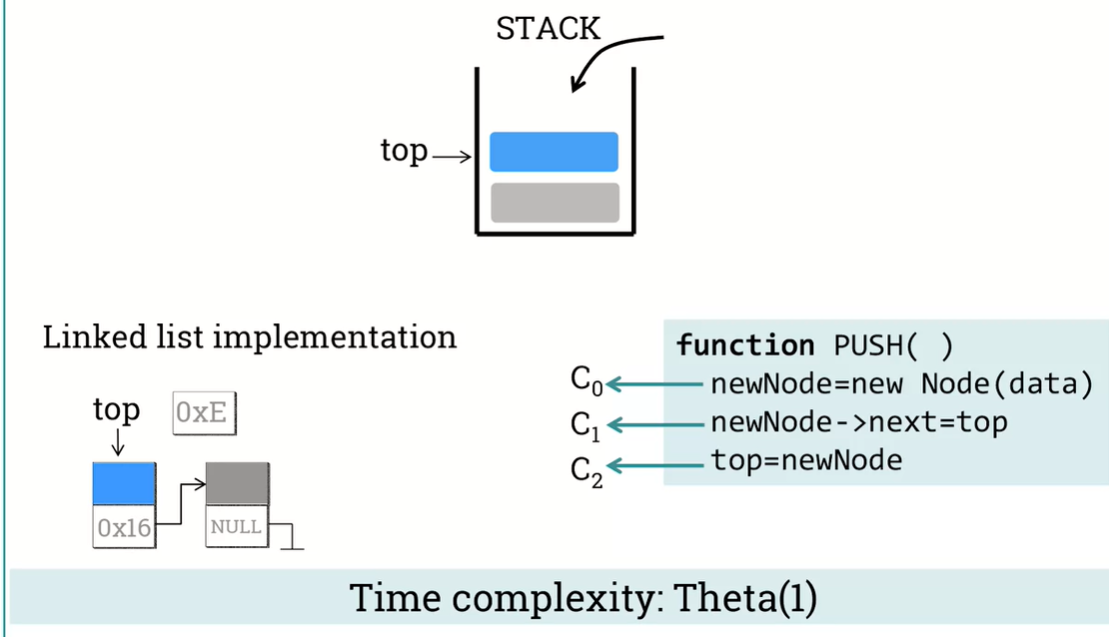 STACK
top
Linked list implementation
top
0xE
0x16
NULL
function PUSH( )
C₀
newNode=new Node(data)
C₁
newNode->next=top
C₂
top=newNode
Time complexity: Theta(1)